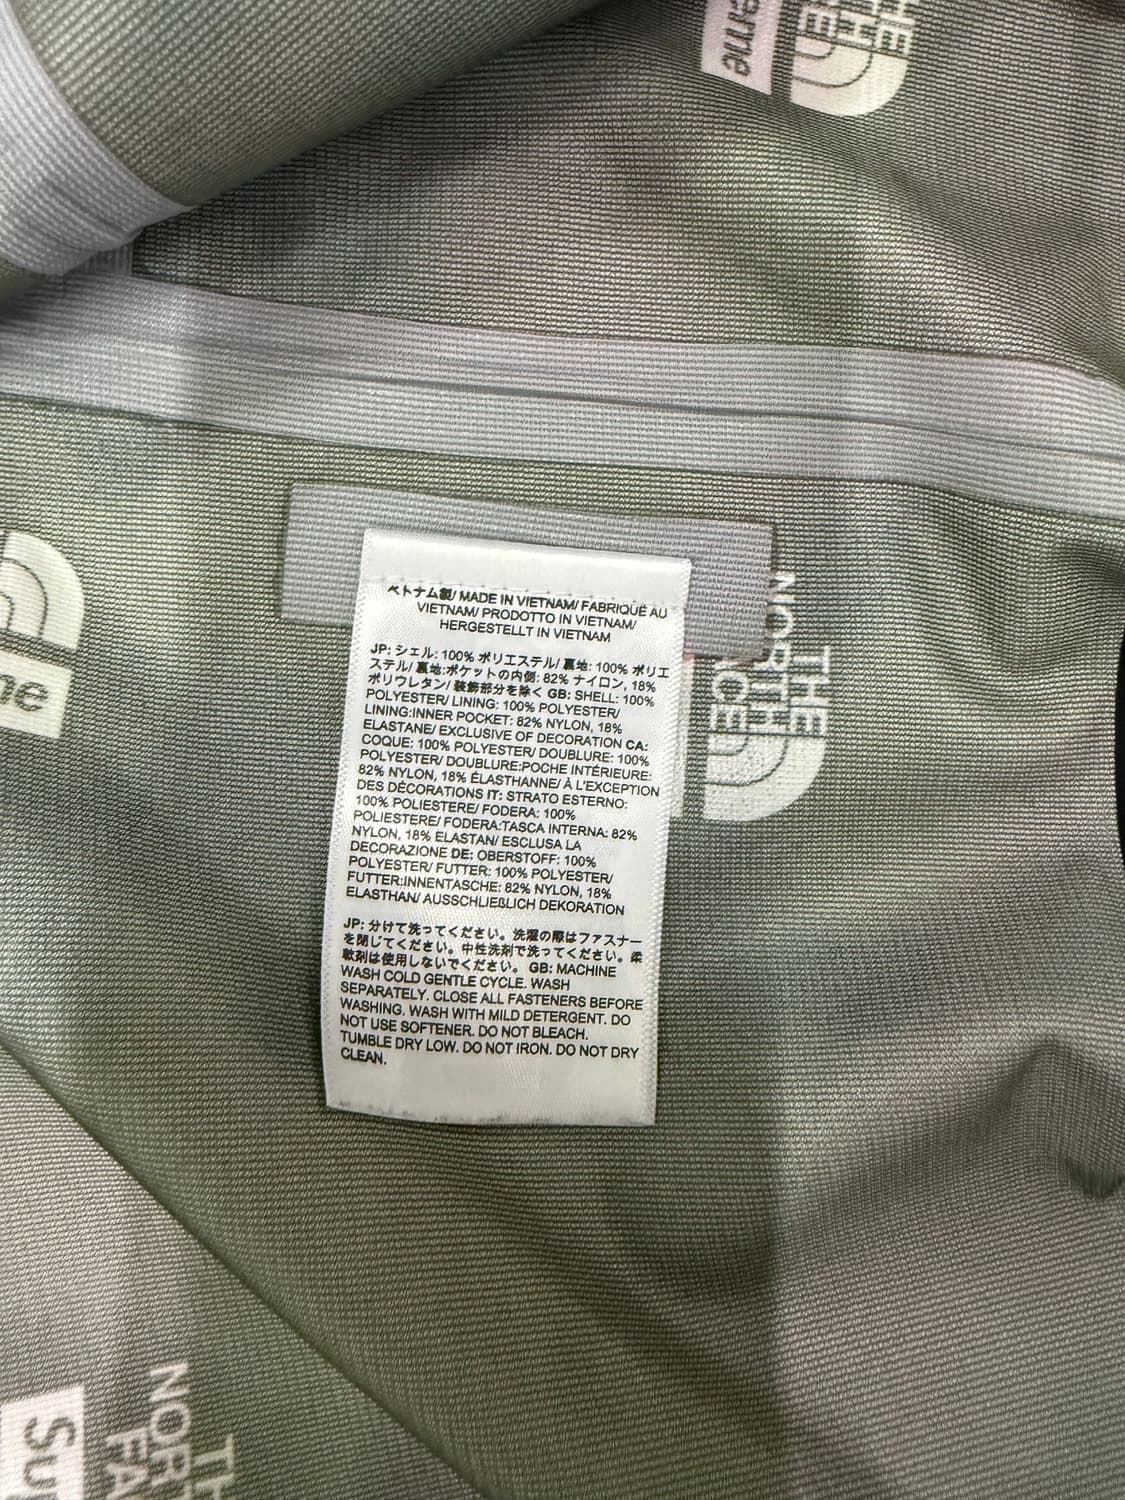 eme
THE
NORTH
FACE
ベトナム製/ MADE IN VIETNAM/ FABRIQUÉ AU
VIETNAM/ PRODOTTO IN VIETNAM/
HERGESTELLT IN VIETNAM
JP: シェル: 100% ポリエステル/ 裏地: 100% ポリエ
ステル/ 裏地:ポケットの内側: 82% ナイロン, 18%
ポリウレタン/ 装飾部分を除く GB: SHELL: 100%
POLYESTER/ LINING: 100% POLYESTER/
LINING:INNER POCKET: 82% NYLON, 18%
ELASTANE/ EXCLUSIVE OF DECORATION CA:
COQUE: 100% POLYESTER/ DOUBLURE: 100%
POLYESTER/ DOUBLURE:POCHE INTÉRIEURE:
82% NYLON, 18% ÉLASTHANNE/ À L'EXCEPTION
DES DÉCORATIONS IT: STRATO ESTERNO:
100% POLIESTERE/ FODERA: 100%
POLIESTERE/ FODERA:TASCA INTERNA: 82%
NYLON, 18% ELASTAN/ ESCLUSA LA
DECORAZIONE DE: OBERSTOFF: 100%
POLYESTER/ FUTTER: 100% POLYESTER/
FUTTER:INNENTASCHE: 82% NYLON, 18%
ELASTHAN/ AUSSCHLIEßLICH DEKORATION
JP: 分けて洗ってください。洗濯の際はファスナー
を閉じてください。中性洗剤で洗ってください。柔
軟剤は使用しないでください。 GB: MACHINE
WASH COLD GENTLE CYCLE. WASH
SEPARATELY. CLOSE ALL FASTENERS BEFORE
WASHING. WASH WITH MILD DETERGENT. DO
NOT USE SOFTENER. DO NOT BLEACH.
TUMBLE DRY LOW. DO NOT IRON. DO NOT DRY
CLEAN.
THE
NORTH
ACE
ne
TH
NORT
FA
Su